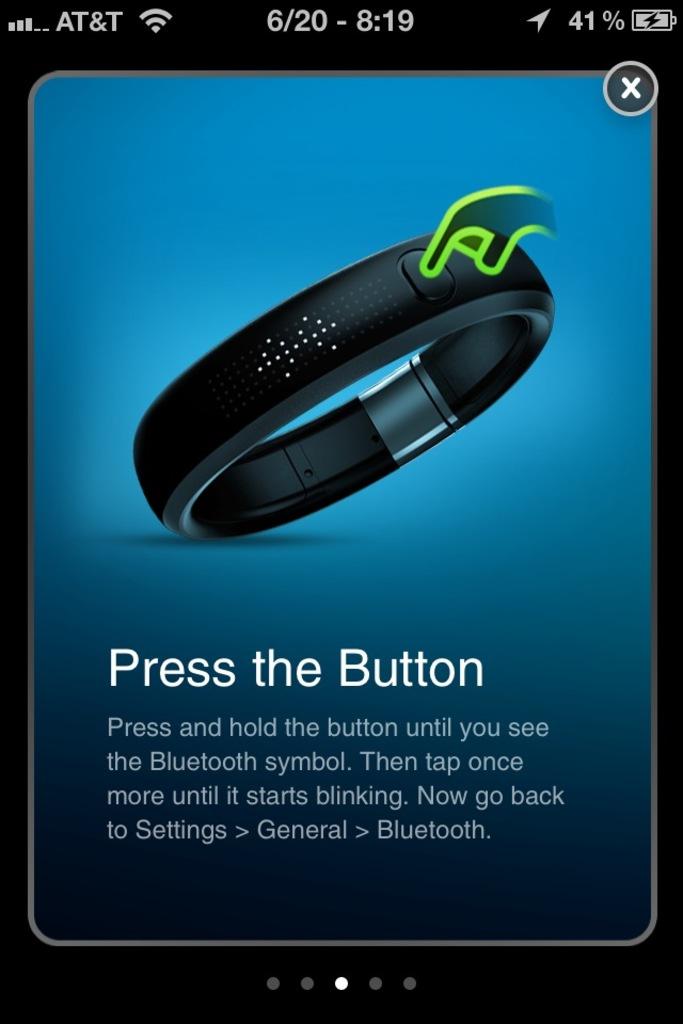 AT&T 6/20 - 8:19 41 %
Press the Button
Press and hold the button until you see
the Bluetooth symbol. Then tap once
more until it starts blinking. Now go back
to Settings > General > Bluetooth.